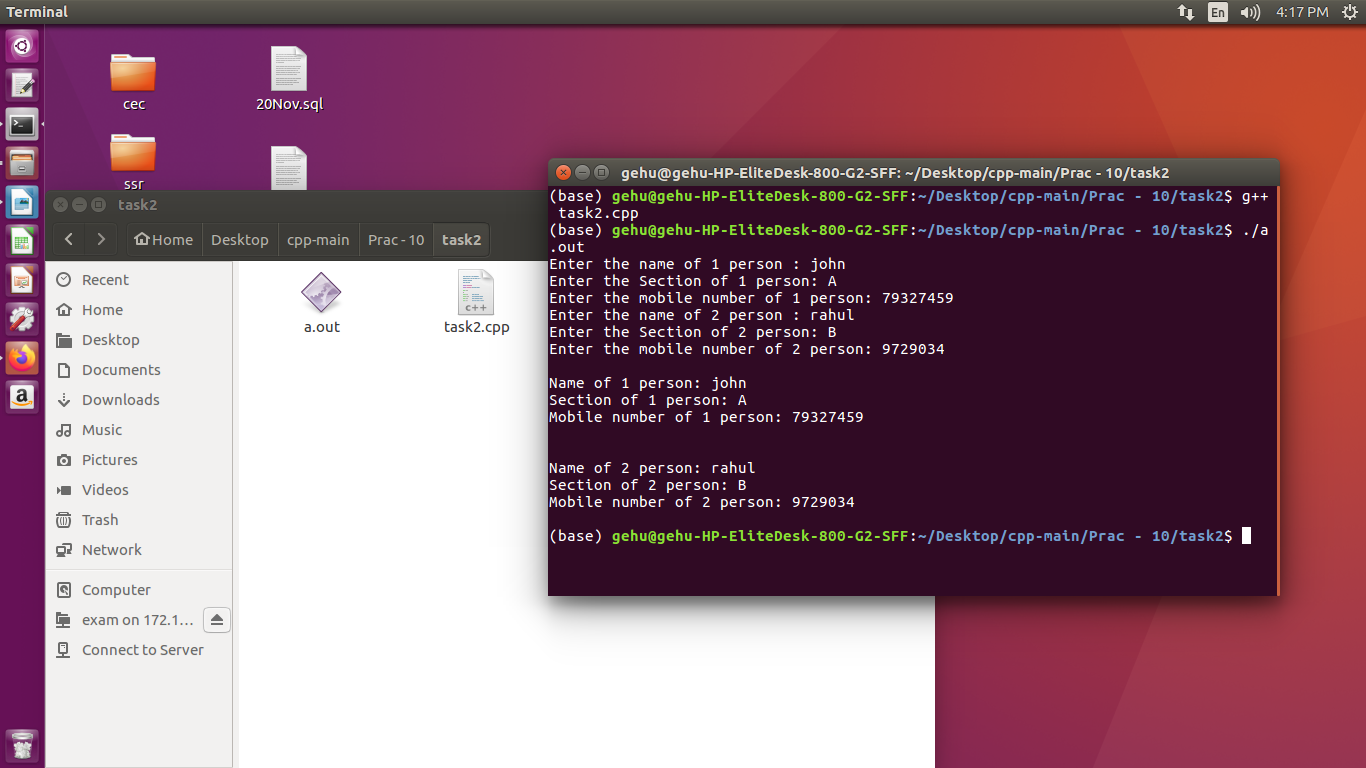 Terminal
En
4:17 PM
cec
20Nov.sql
ssr
task2
Home
Desktop
cpp-main
Prac - 10
task2
Recent
Home
Desktop
Documents
Downloads
Music
Pictures
Videos
Trash
Network
Computer
exam on 172.1...
Connect to Server
a.out
c++
task2.cpp
gehu@gehu-HP-EliteDesk-800-G2-SFF: ~/Desktop/cpp-main/Prac - 10/task2
(base) gehu@gehu-HP-EliteDesk-800-G2-SFF:~/Desktop/cpp-main/Prac - 10/task2$ g++
 task2.cpp
(base) gehu@gehu-HP-EliteDesk-800-G2-SFF:~/Desktop/cpp-main/Prac - 10/task2$ ./a
.out
Enter the name of 1 person : john
Enter the Section of 1 person: A
Enter the mobile number of 1 person: 79327459
Enter the name of 2 person : rahul
Enter the Section of 2 person: B
Enter the mobile number of 2 person: 9729034
Name of 1 person: john
Section of 1 person: A
Mobile number of 1 person: 79327459
Name of 2 person: rahul
Section of 2 person: B
Mobile number of 2 person: 9729034
(base) gehu@gehu-HP-EliteDesk-800-G2-SFF:~/Desktop/cpp-main/Prac - 10/task2$